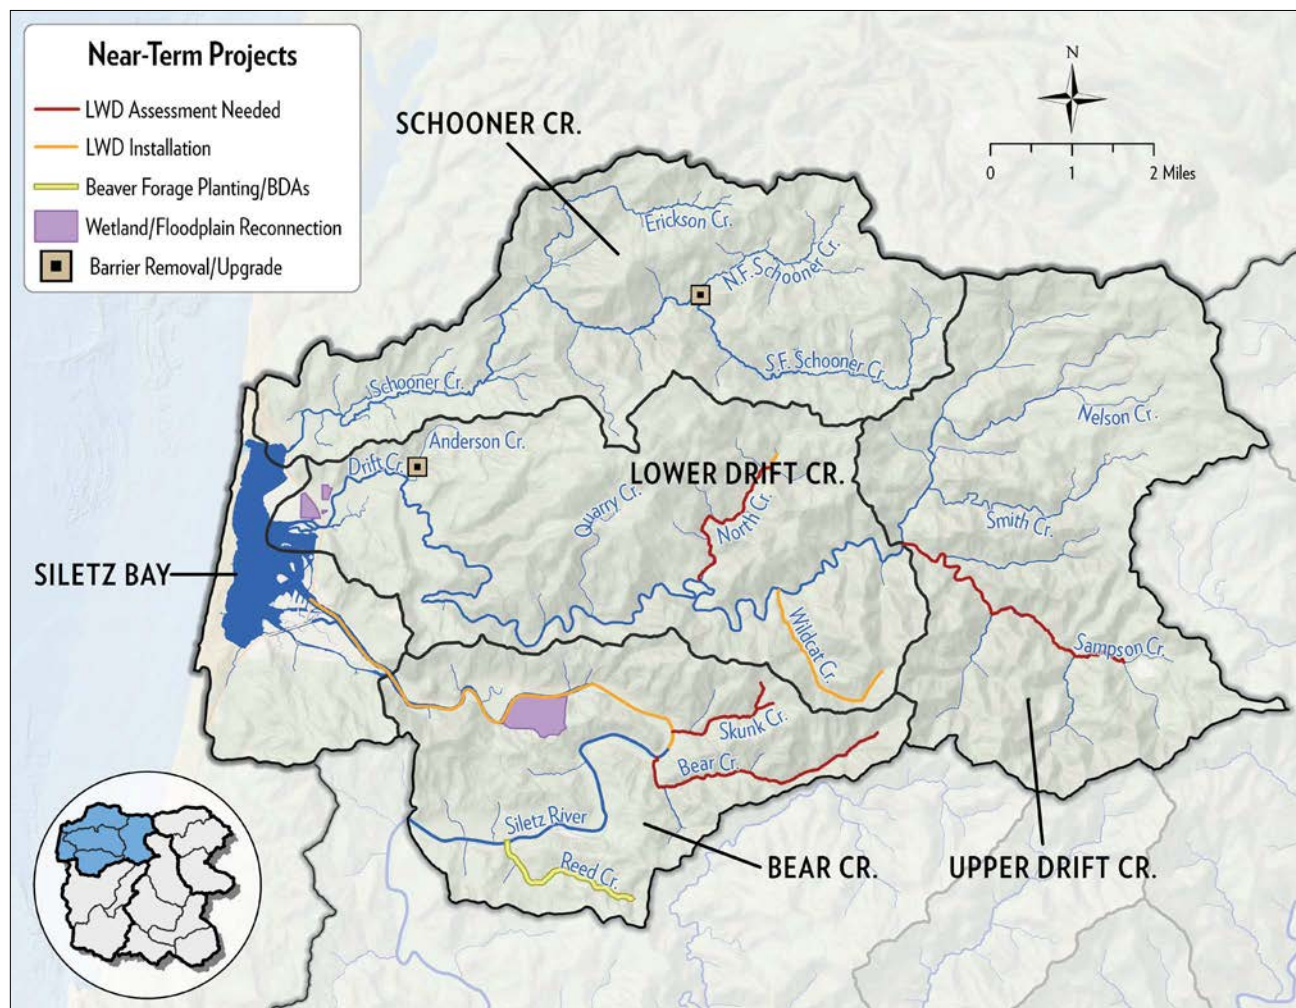 Near-Term Projects
LWD Assessment Needed
LWD Installation
Beaver Forage Planting/BDAs
Wetland/Floodplain Reconnection
Barrier Removal/Upgrade
N
0 1 2 Miles
SCHOONER CR.
Erickson Cr.
N.F. Schooner Cr.
S.F. Schooner Cr.
Schooner Cr.
Nelson Cr.
Anderson Cr.
Drift Cr.
LOWER DRIFT CR.
Quarry Cr.
North Cr.
Smith Cr.
SILETZ BAY
Wildcat Cr.
Sampson Cr.
Skunk Cr.
Bear Cr.
Siletz River
Reed Cr.
BEAR CR.
UPPER DRIFT CR.